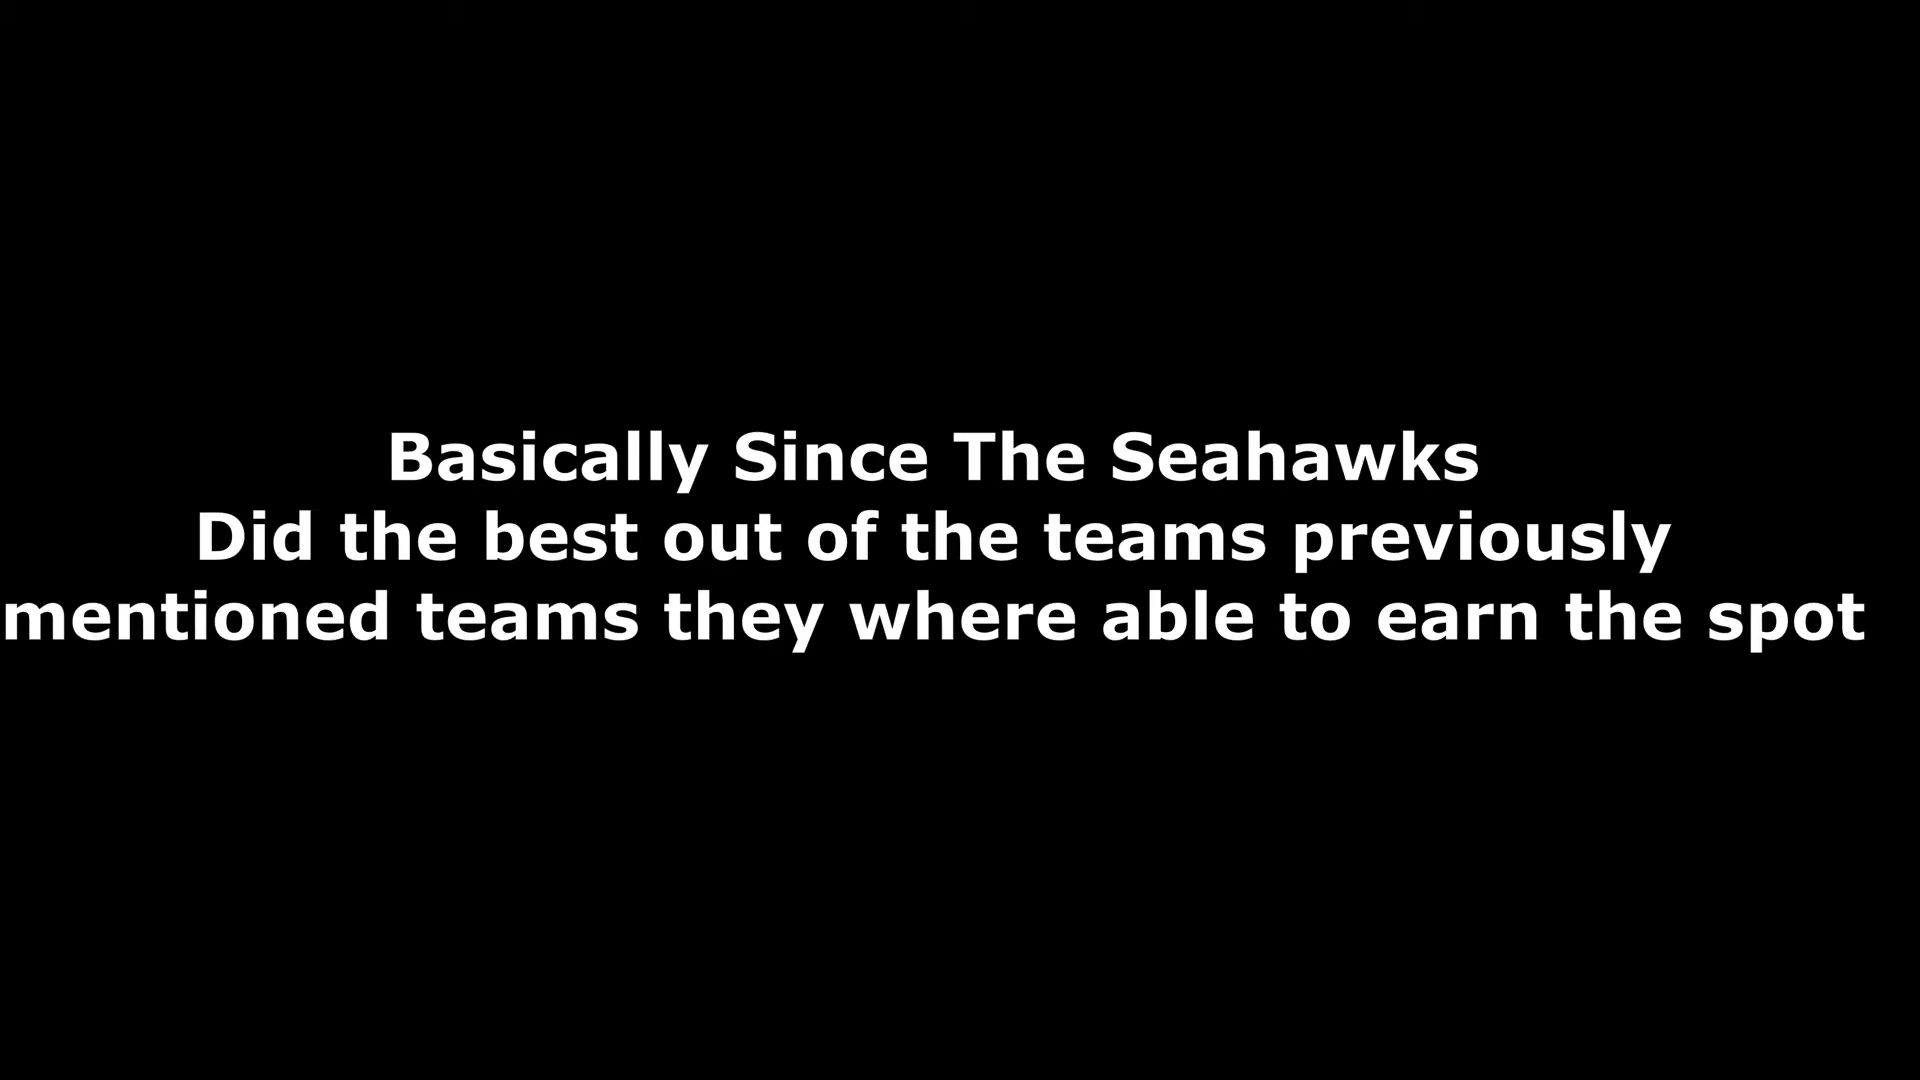 Basically Since The Seahawks
Did the best out of the teams previously
mentioned teams they where able to earn the spot